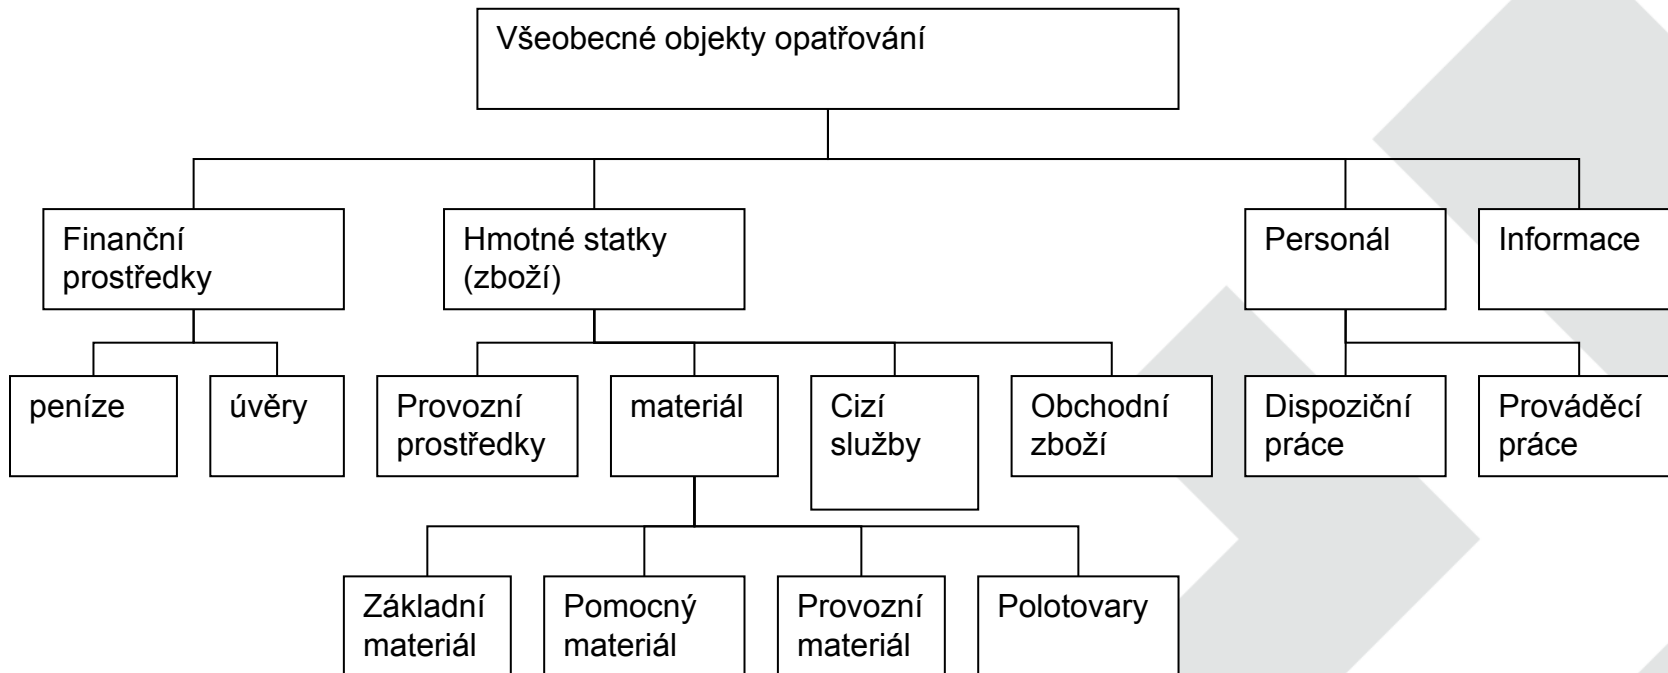 Všeobecné objekty opatřování
Finanční
prostředky
Hmotné statky
(zboží)
Personál
Informace
peníze
úvěry
Provozní
prostředky
materiál
Cizí
služby
Obchodní
zboží
Dispoziční
práce
Prováděcí
práce
Základní
materiál
Pomocný
materiál
Provozní
materiál
Polotovary